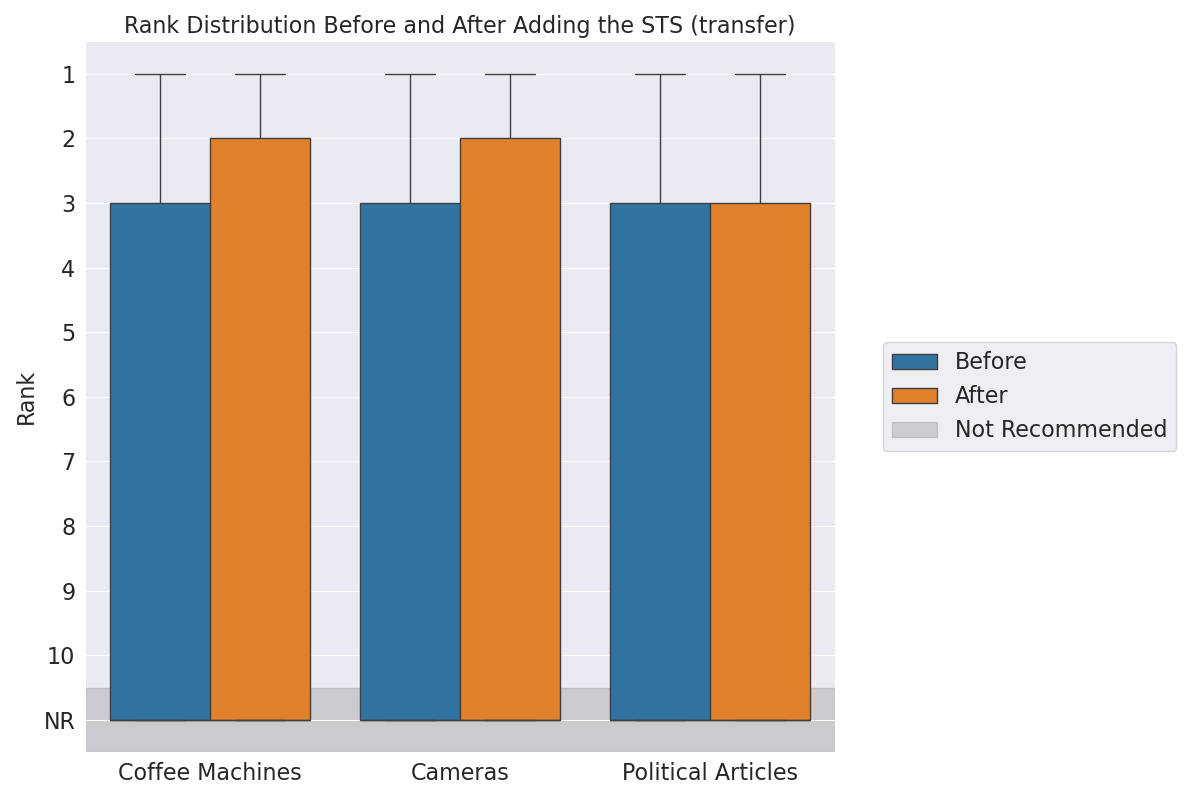 Rank Distribution Before and After Adding the STS (transfer)
1
2
3
4
5
6
7
8
9
10
NR
Rank
Coffee Machines
Cameras
Political Articles
Before
After
Not Recommended